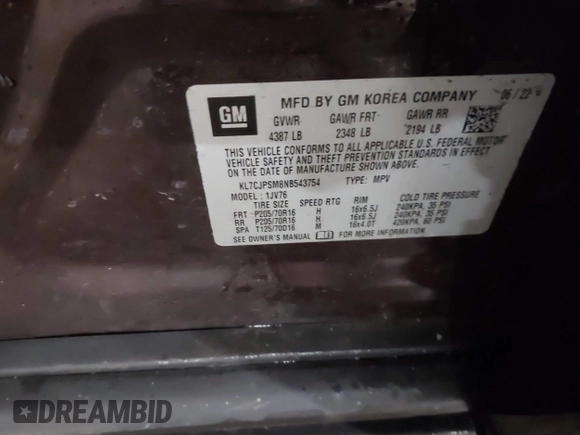 GM
MFD BY GM KOREA COMPANY 06/22
GVWR GAWR FRT GAWR RR
4387 LB 2348 LB 2194 LB
THIS VEHICLE CONFORMS TO ALL APPLICABLE U.S. FEDERAL MOTOR
VEHICLE SAFETY AND THEFT PREVENTION STANDARDS IN EFFECT
ON THE DATE OF MANUFACTURE SHOWN ABOVE.
KL7CJPSM8NB543754 TYPE: MPV
MODEL: 1JV76
TIRE SIZE SPEED RTG RIM COLD TIRE PRESSURE
FRT: P205/70R16 H 16x6.5J 240KPA, 35 PSI
RR P205/70R16 H 16x6.5J 240KPA, 35 PSI
SPA T125/70D16 M 16x4.0T 420KPA, 60 PSI
SEE OWNER'S MANUAL FOR MORE INFORMATION.
DREAMBID